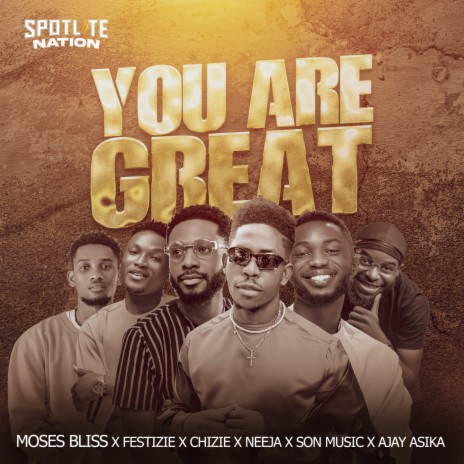 SPOTLITE
NATION
YOU ARE
GREAT
MOSES BLISS X FESTIZIE X CHIZIE X NEEJA X SON MUSIC X AJAY ASIKA